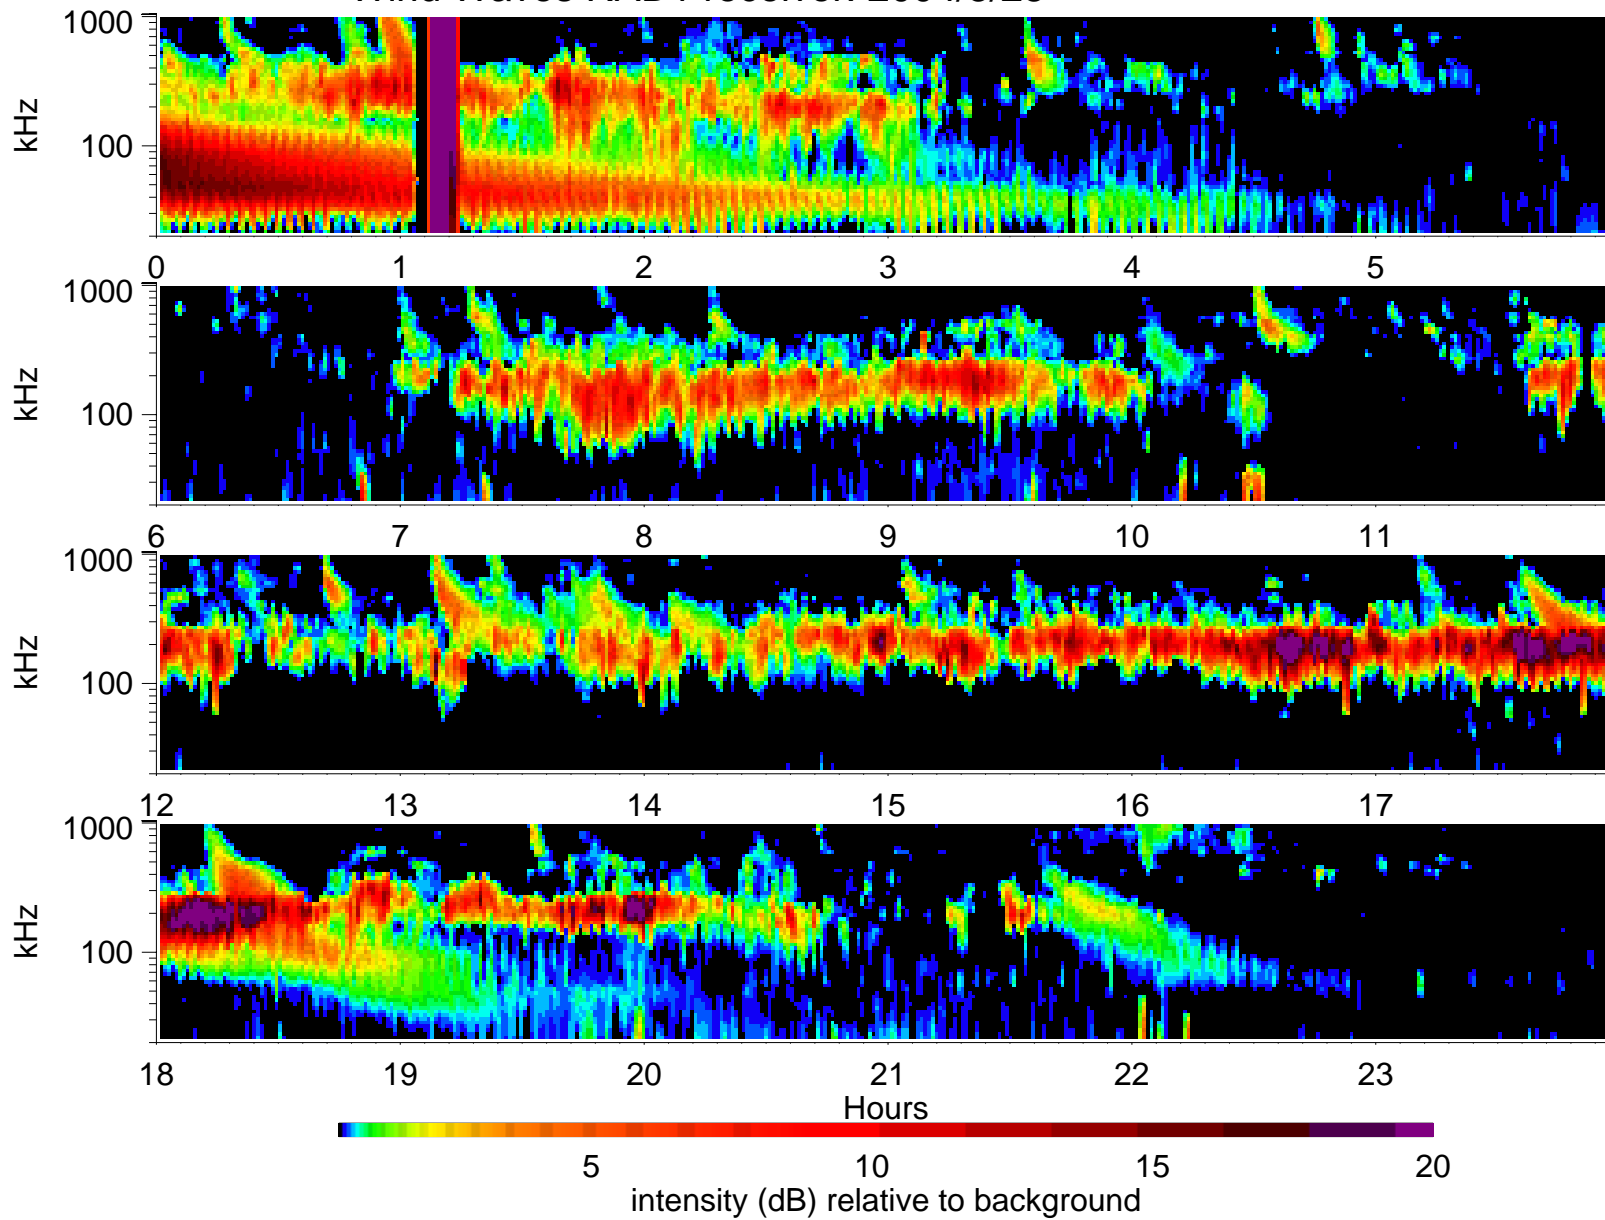 kHz 1000 100
0 1 2 3 4 5
kHz 1000 100
6 7 8 9 10 11
kHz 1000 100
12 13 14 15 16 17
kHz 1000 100
18 19 20 21 22 23
Hours
5 10 15 20
intensity (dB) relative to background